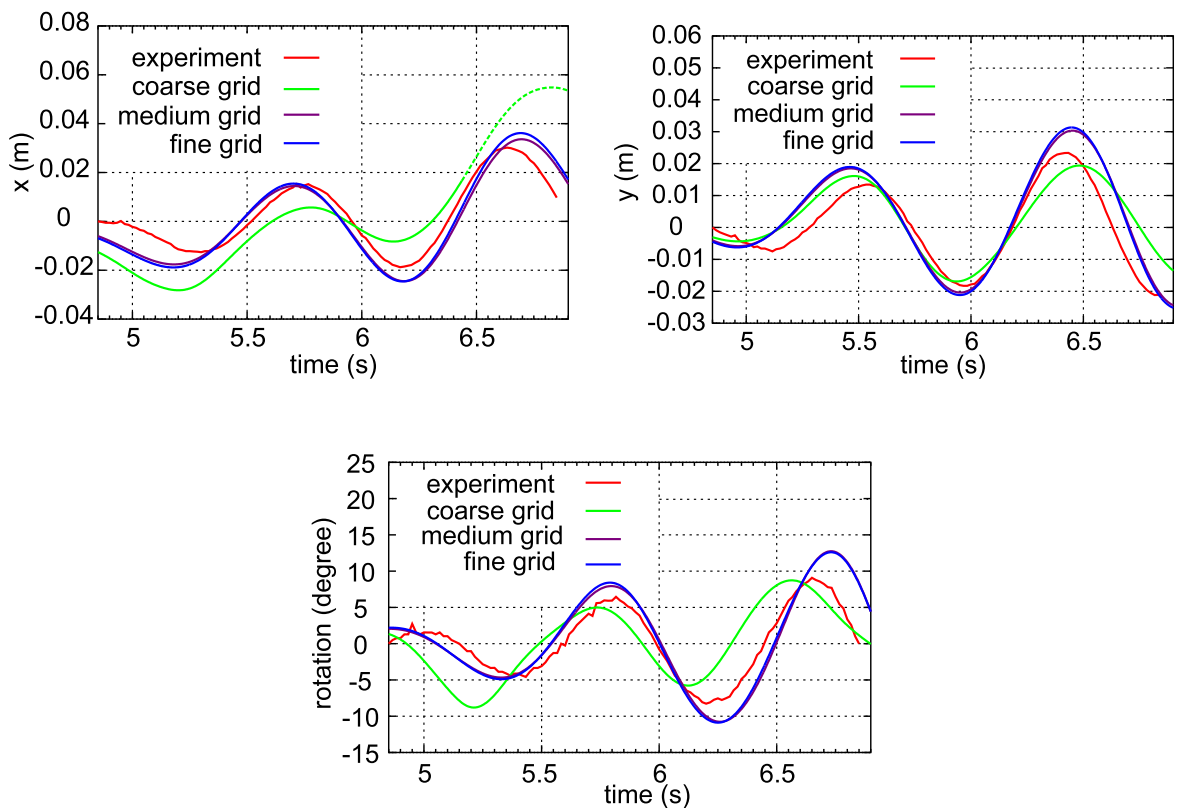 0.08
0.06
0.04
0.02
0
-0.02
-0.04
x (m)
experiment
coarse grid
medium grid
fine grid
5
5.5
6
6.5
time (s)
0.06
0.05
0.04
0.03
0.02
0.01
0
-0.01
-0.02
-0.03
y (m)
experiment
coarse grid
medium grid
fine grid
5
5.5
6
6.5
time (s)
25
20
15
10
5
0
-5
-10
-15
rotation (degree)
experiment
coarse grid
medium grid
fine grid
5
5.5
6
6.5
time (s)